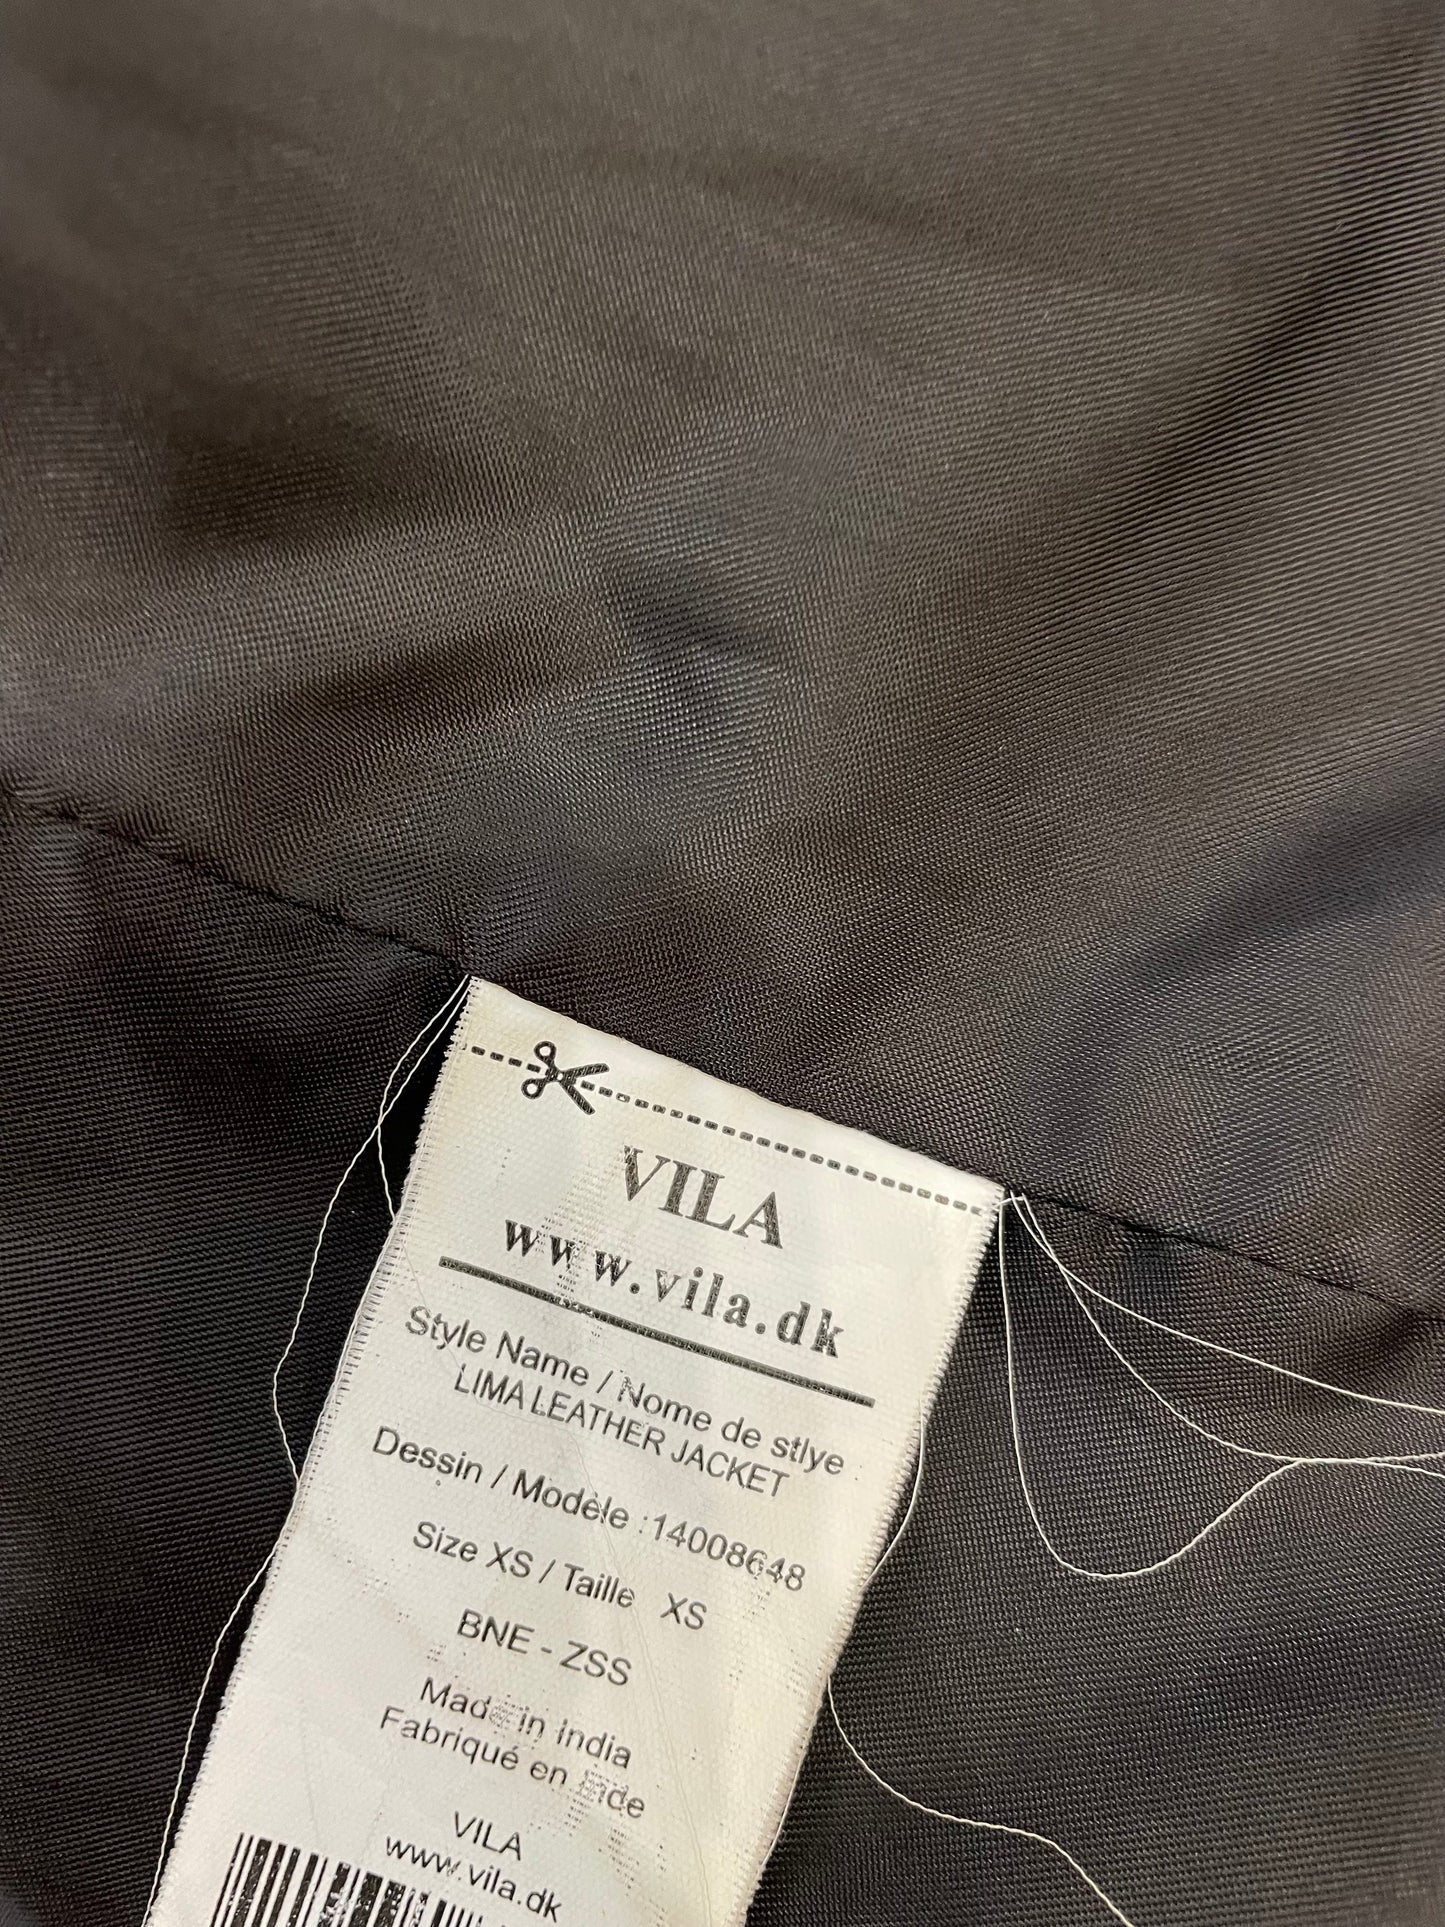 VILA
www.vila.dk
Style Name / Nome de stlye
LIMA LEATHER JACKET
Dessin / Modèle :14008648
Size XS / Taille XS
BNE - ZSS
Made in India
Fabriqué en Inde
VILA
www.vila.dk